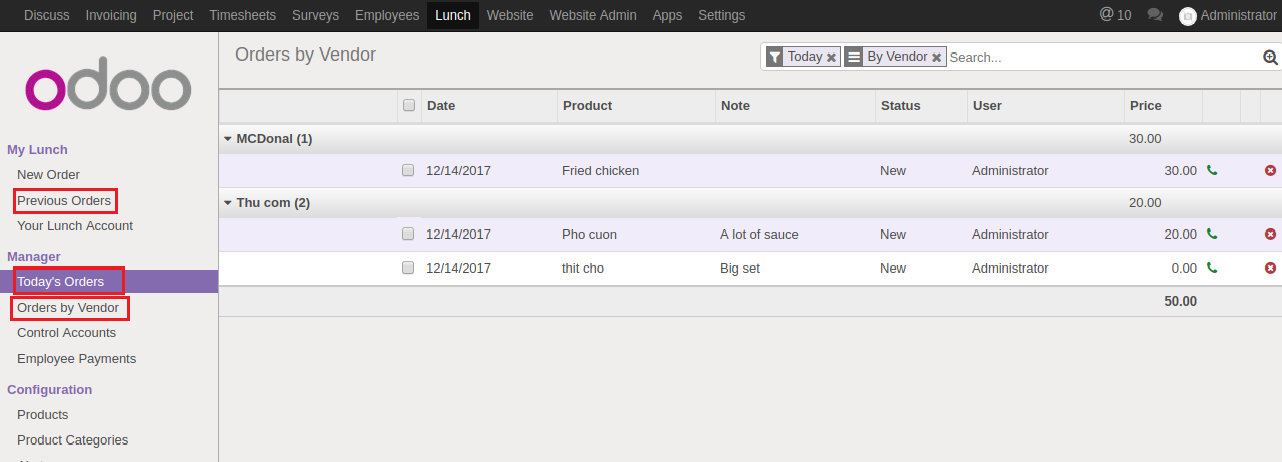 Discuss Invoicing Project Timesheets Surveys Employees Lunch Website Website Admin Apps Settings @ 10 Administrator
odoo
Orders by Vendor Today By Vendor Search...
My Lunch
New Order
Previous Orders
Your Lunch Account
Manager
Today's Orders
Orders by Vendor
Control Accounts
Employee Payments
Configuration
Products
Product Categories
Date Product Note Status User Price
MCDonal (1) 30.00
12/14/2017 Fried chicken New Administrator 30.00
Thu com (2) 20.00
12/14/2017 Pho cuon A lot of sauce New Administrator 20.00
12/14/2017 thit cho Big set New Administrator 0.00
50.00